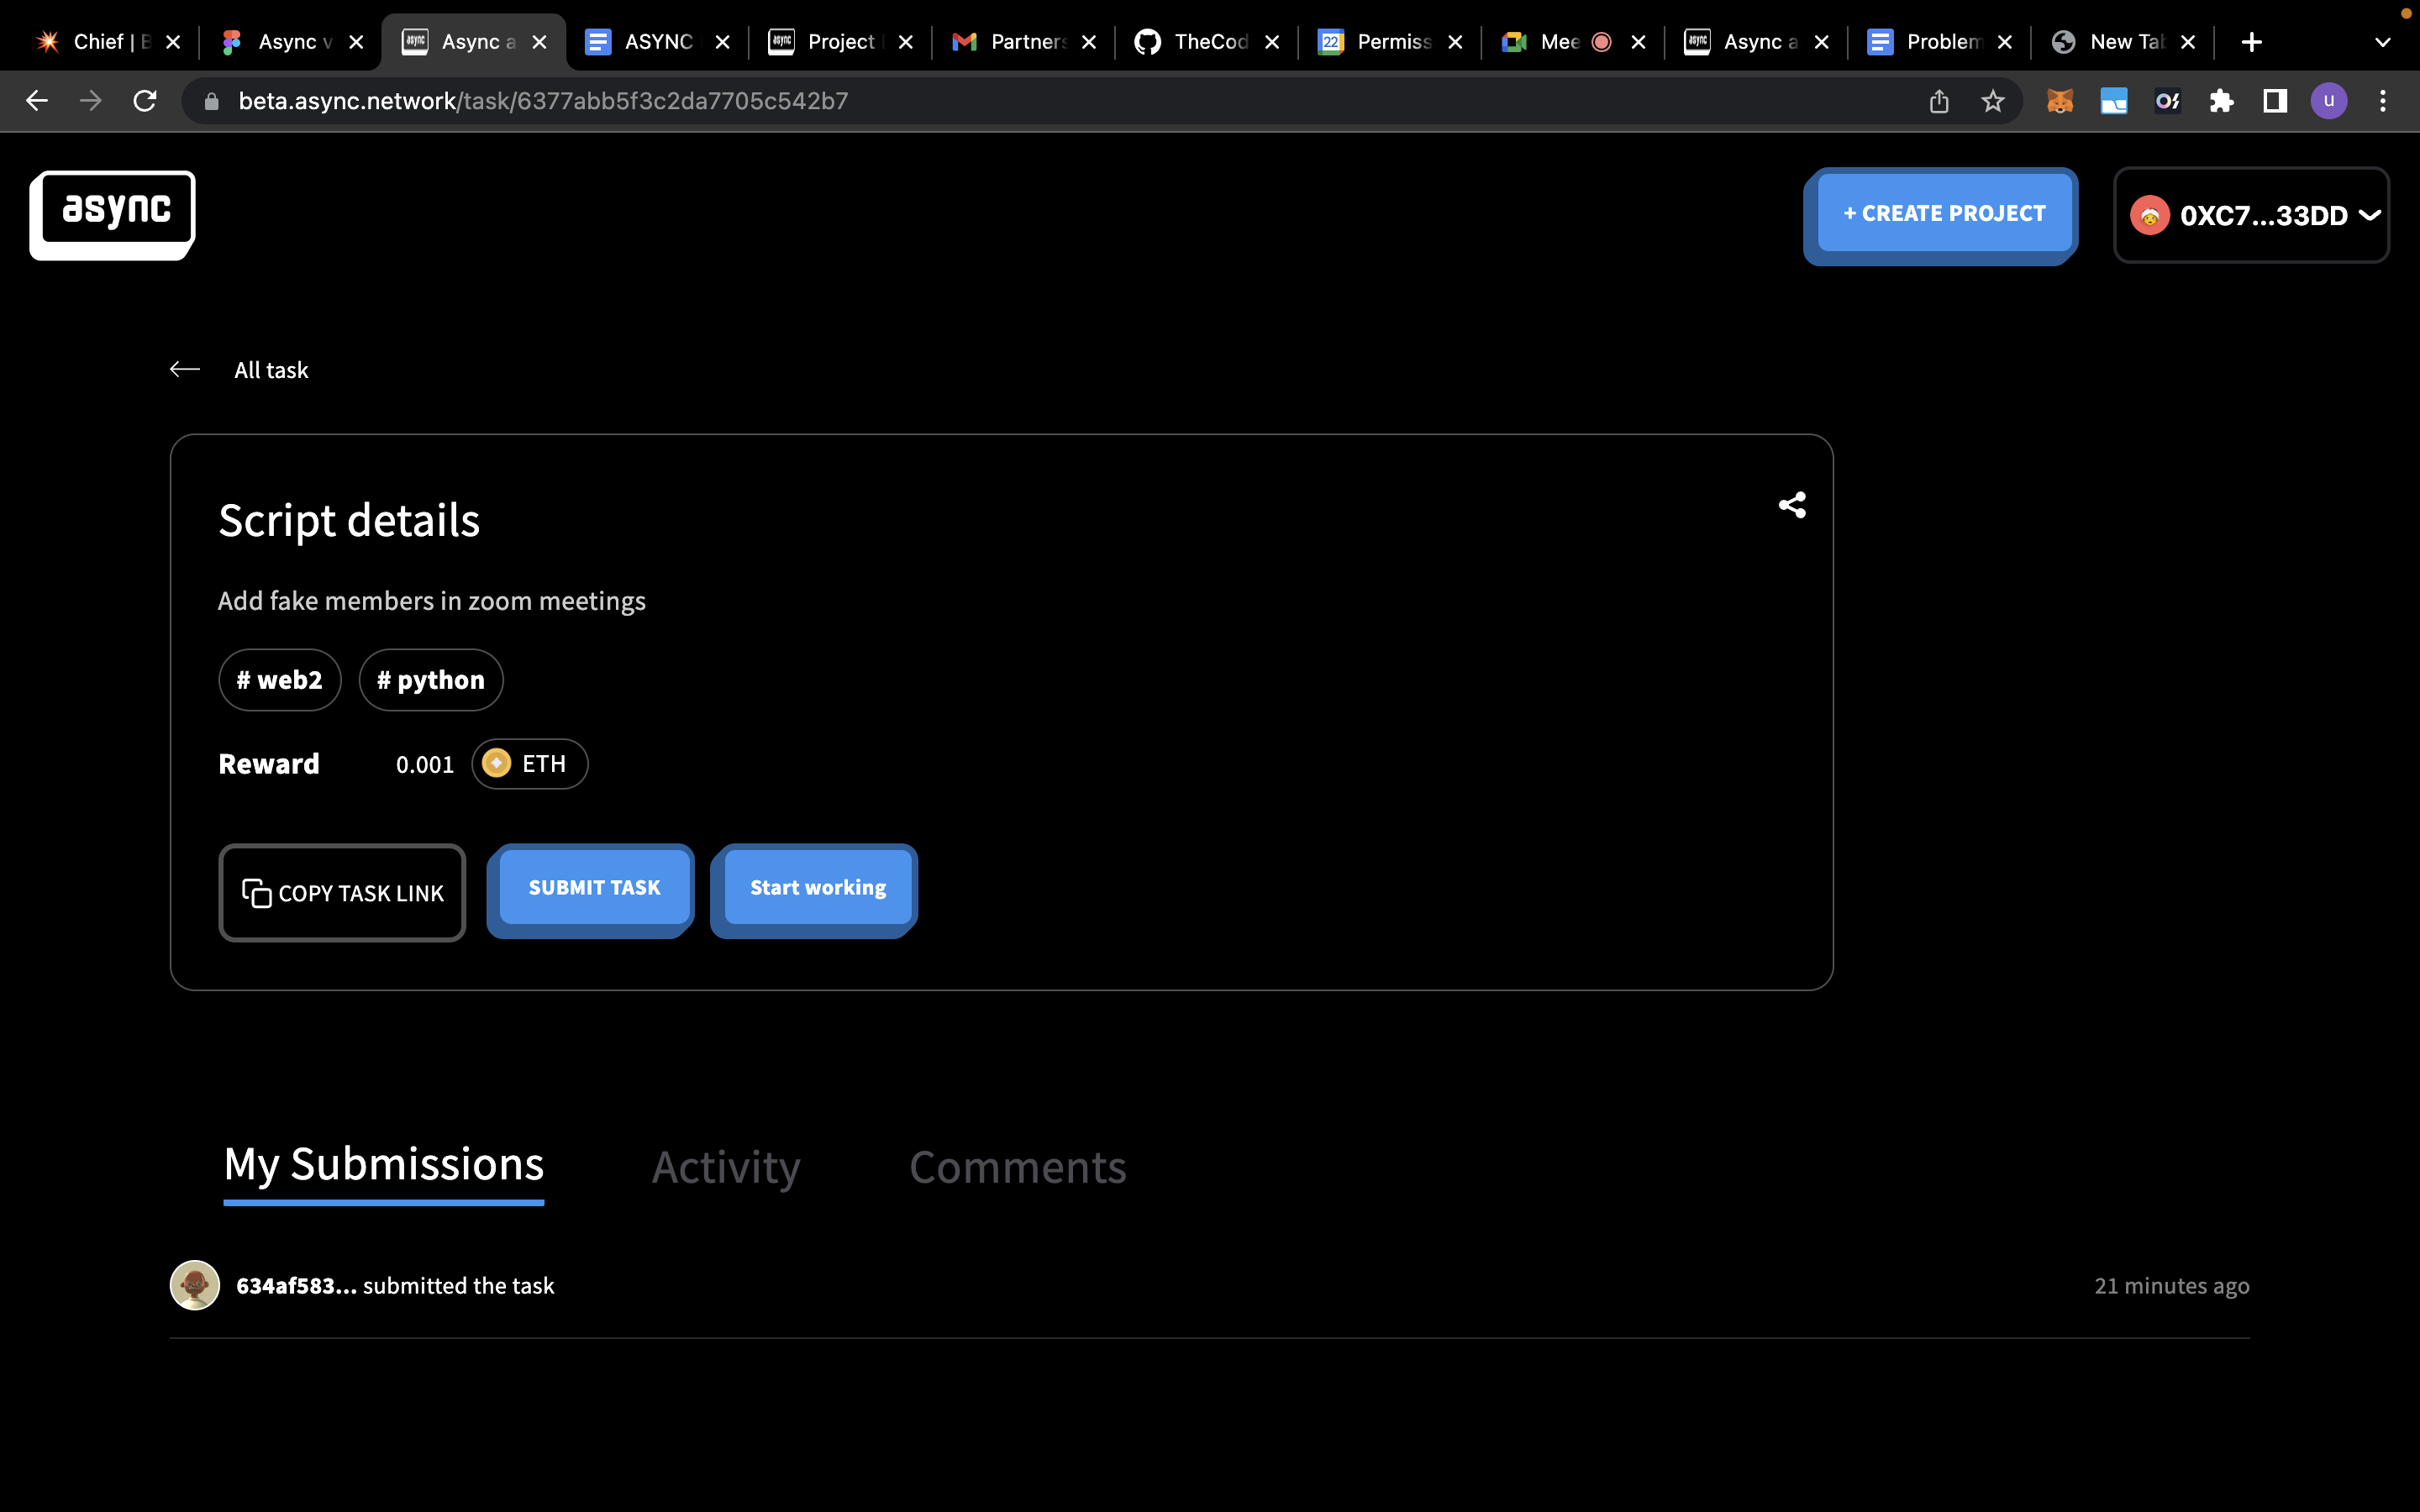 Chief | B
Async v
Async a
ASYNC
Project
Partners
TheCod
22
Permiss
Mee
Async a
Problem
New Tab
beta.async.network/task/6377abb5f3c2da7705c542b7
u
async
+ CREATE PROJECT
0XC7...33DD
All task
Script details
Add fake members in zoom meetings
# web2
# python
Reward
0.001
ETH
COPY TASK LINK
SUBMIT TASK
Start working
My Submissions
Activity
Comments
634af583... submitted the task
21 minutes ago